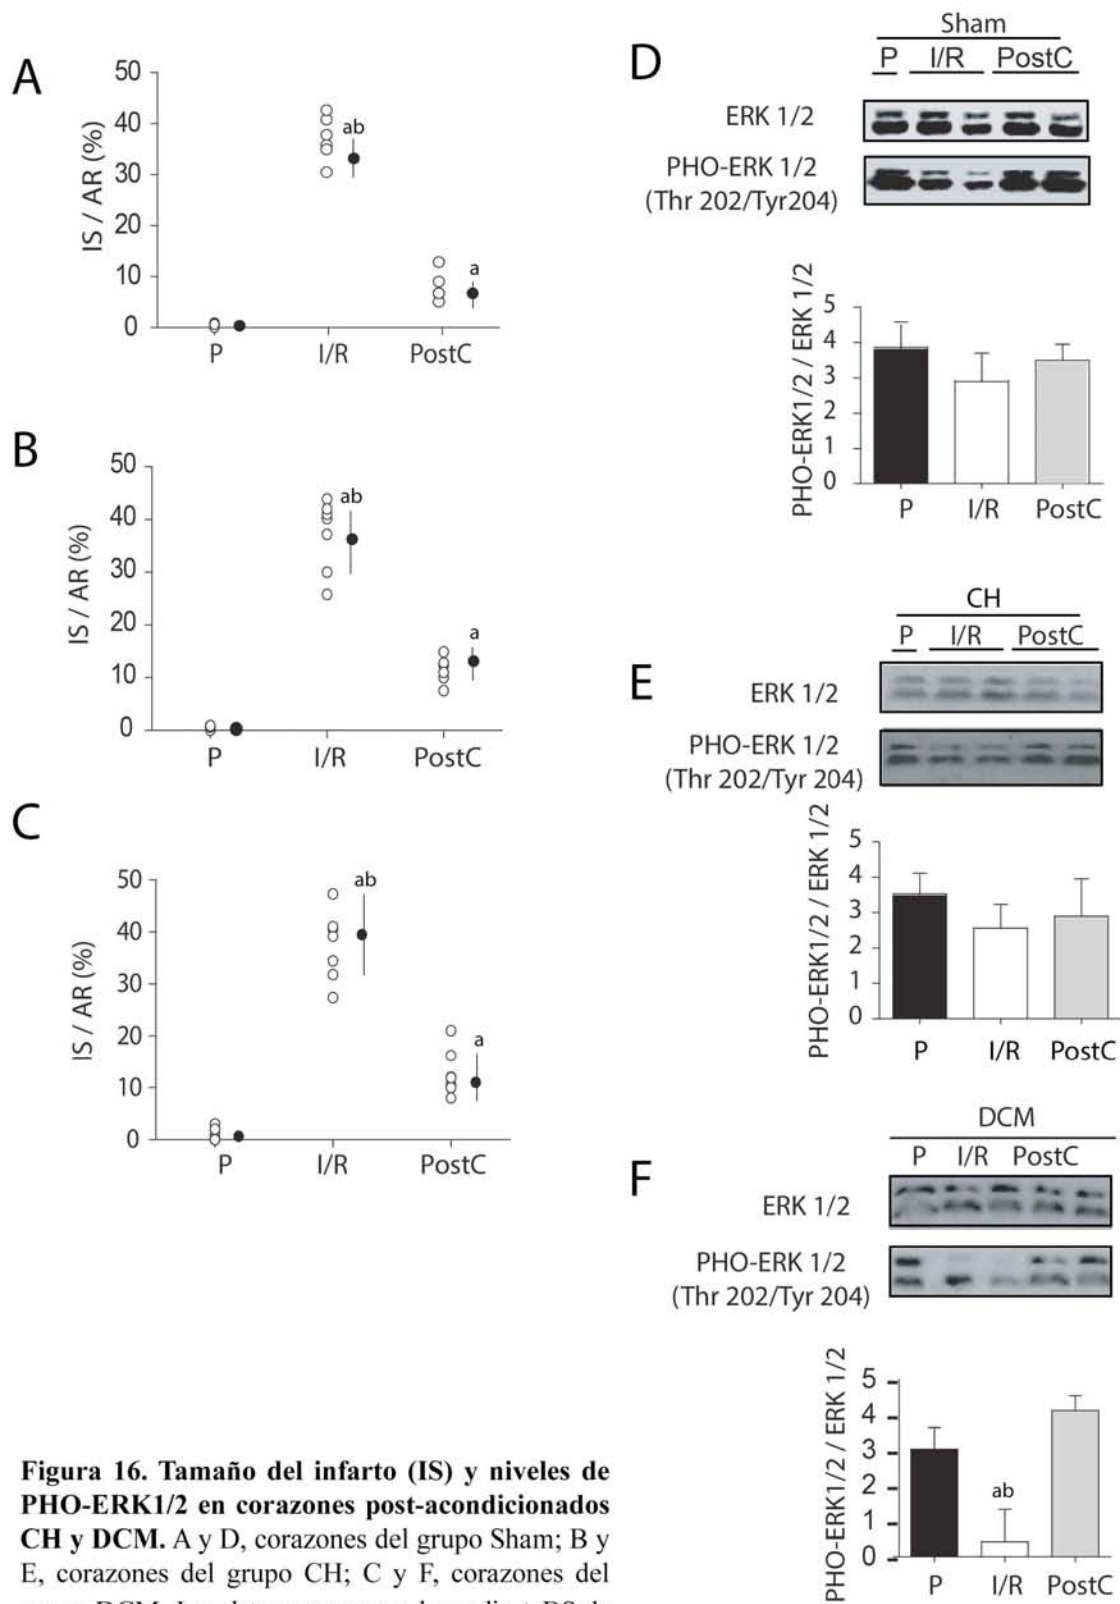 A
50
40
30
20
10
0
IS / AR (%)
ab
a
P I/R PostC
B
50
40
30
20
10
0
IS / AR (%)
ab
a
P I/R PostC
C
50
40
30
20
10
0
IS / AR (%)
ab
a
P I/R PostC
D
Sham
P I/R PostC
ERK 1/2
PHO-ERK 1/2
(Thr 202/Tyr204)
PHO-ERK1/2 / ERK 1/2
5
4
3
2
1
0
P I/R PostC
E
CH
P I/R PostC
ERK 1/2
PHO-ERK 1/2
(Thr 202/Tyr 204)
PHO-ERK1/2 / ERK 1/2
5
4
3
2
1
0
P I/R PostC
F
DCM
P I/R PostC
ERK 1/2
PHO-ERK 1/2
(Thr 202/Tyr 204)
PHO-ERK1/2 / ERK 1/2
5
4
3
2
1
0
ab
P I/R PostC
Figura 16. Tamaño del infarto (IS) y niveles de
PHO-ERK1/2 en corazones post-acondicionados
CH y DCM. A y D, corazones del grupo Sham; B y
E, corazones del grupo CH; C y F, corazones del